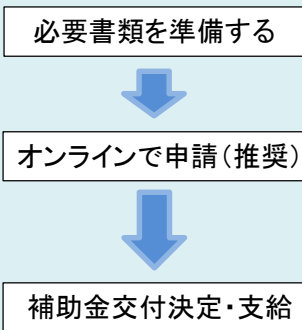 必要書類を準備する
オンラインで申請（推奨）
補助金交付決定・支給